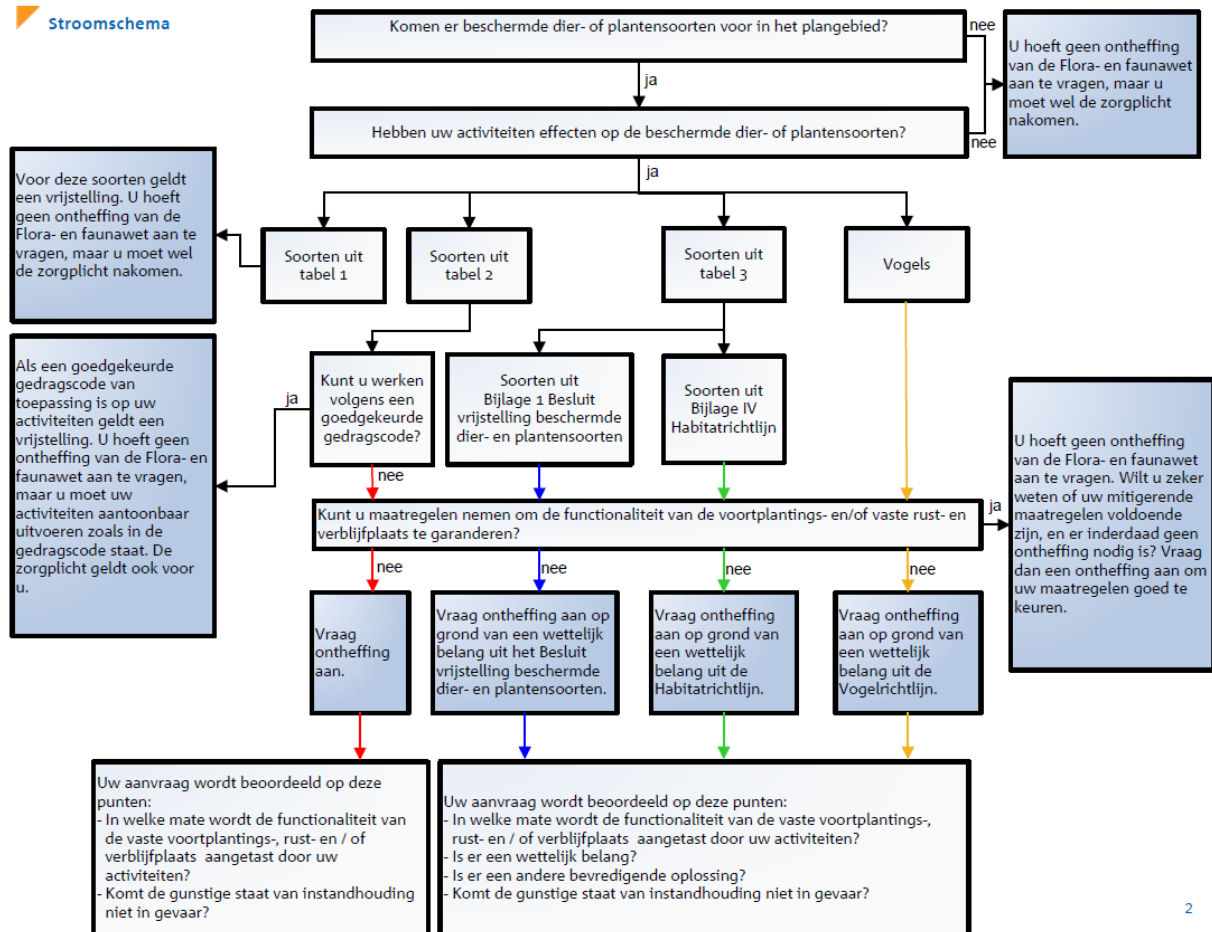 Stroomschema
Komen er beschermde dier- of plantensoorten voor in het plangebied?
nee
U hoeft geen ontheffing
van de Flora- en faunawet
aan te vragen, maar u
moet wel de zorgplicht
nakomen.
ja
Hebben uw activiteiten effecten op de beschermde dier- of plantensoorten?
nee
ja
Voor deze soorten geldt
een vrijstelling. U hoeft
geen ontheffing van de
Flora- en faunawet aan te
vragen, maar u moet wel
de zorgplicht nakomen.
Soorten uit
tabel 1
Soorten uit
tabel 2
Soorten uit
tabel 3
Vogels
Als een goedgekeurde
gedragscode van
toepassing is op uw
activiteiten geldt een
vrijstelling. U hoeft geen
ontheffing van de Flora- en
faunawet aan te vragen,
maar u moet uw
activiteiten aantoonbaar
uitvoeren zoals in de
gedragscode staat. De
zorgplicht geldt ook voor
u.
ja
Kunt u werken
volgens een
goedgekeurde
gedragscode?
Soorten uit
Bijlage 1 Besluit
vrijstelling beschermde
dier- en plantensoorten
Soorten uit
Bijlage IV
Habitatrichtlijn
nee
Kunt u maatregelen nemen om de functionaliteit van de voortplantings- en/of vaste rust- en
verblijfplaats te garanderen?
ja
U hoeft geen ontheffing
van de Flora- en faunawet
aan te vragen. Wilt u zeker
weten of uw mitigerende
maatregelen voldoende
zijn, en er inderdaad geen
ontheffing nodig is? Vraag
dan een ontheffing aan om
uw maatregelen goed te
keuren.
nee
nee
nee
nee
Vraag
ontheffing
aan.
Vraag ontheffing aan op
grond van een wettelijk
belang uit het Besluit
vrijstelling beschermde
dier- en plantensoorten.
Vraag ontheffing
aan op grond van
een wettelijk
belang uit de
Habitatrichtlijn.
Vraag ontheffing
aan op grond van
een wettelijk
belang uit de
Vogelrichtlijn.
Uw aanvraag wordt beoordeeld op deze
punten:
- In welke mate wordt de functionaliteit van
de vaste voortplantings-, rust- en / of
verblijfplaats aangetast door uw
activiteiten?
- Komt de gunstige staat van instandhouding
niet in gevaar?
Uw aanvraag wordt beoordeeld op deze punten:
- In welke mate wordt de functionaliteit van de vaste voortplantings-,
rust- en / of verblijfplaats aangetast door uw activiteiten?
- Is er een wettelijk belang?
- Is er een andere bevredigende oplossing?
- Komt de gunstige staat van instandhouding niet in gevaar?
2